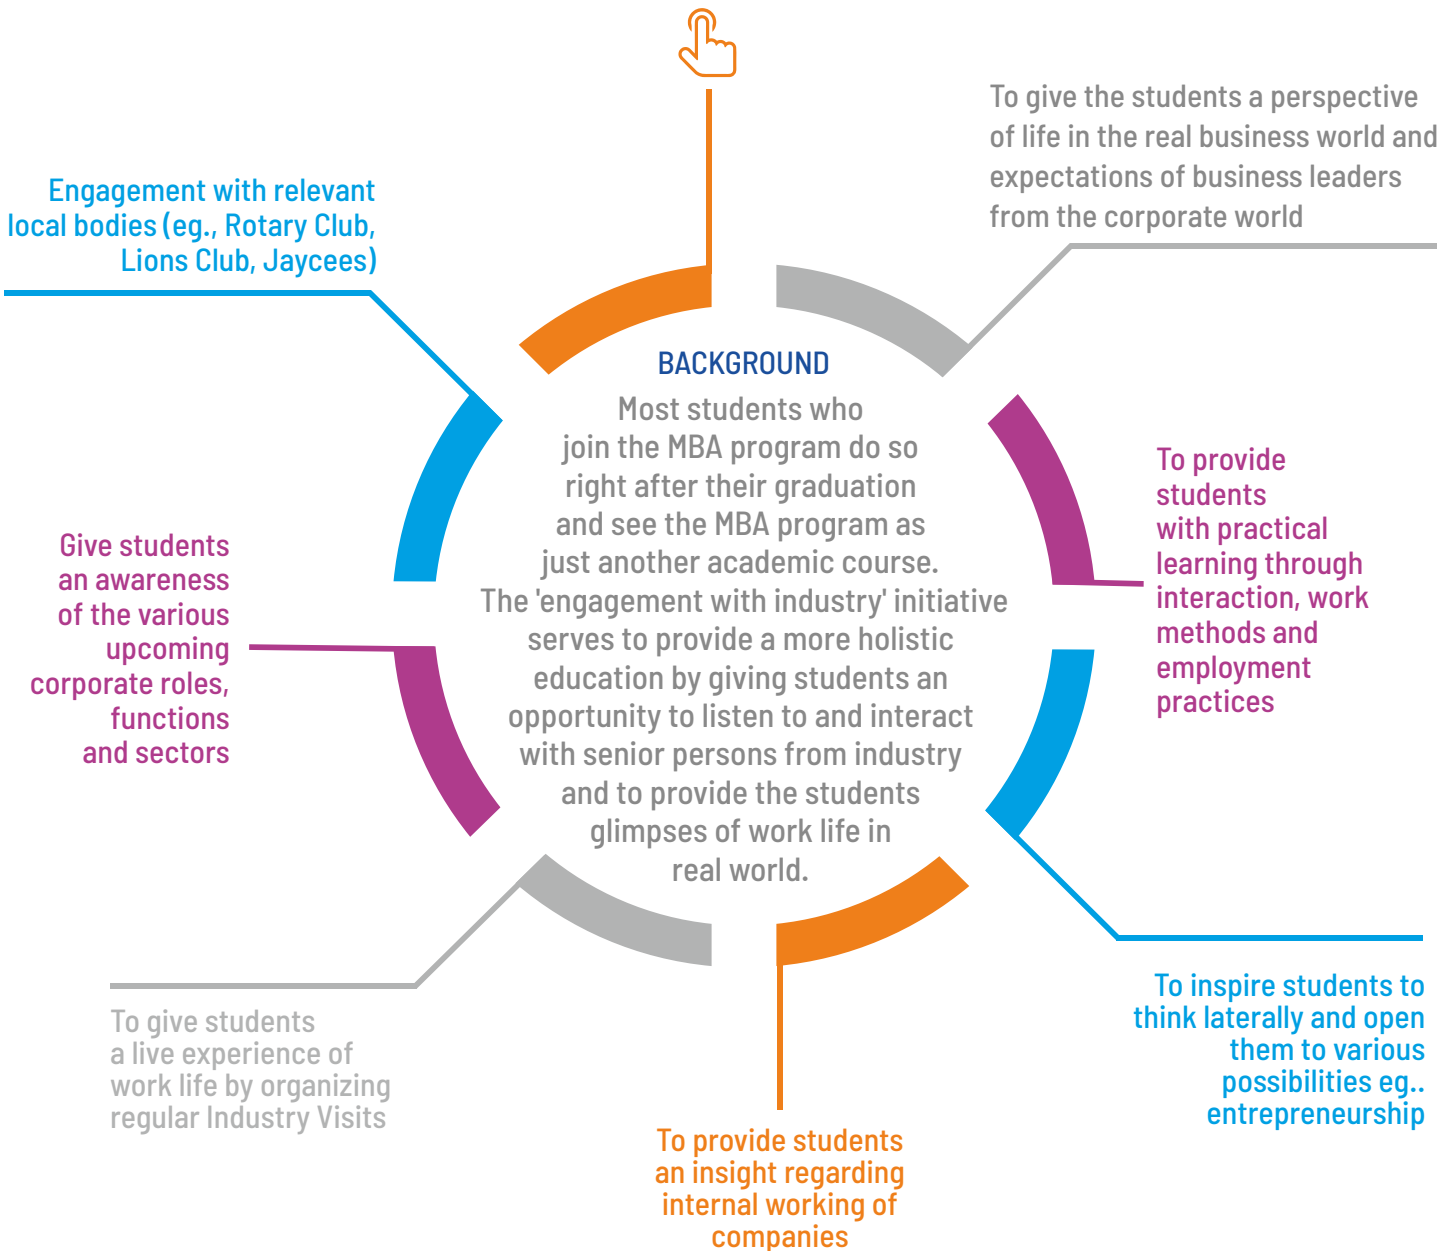 To give the students a perspective
of life in the real business world and
expectations of business leaders
from the corporate world
Engagement with relevant
local bodies (eg., Rotary Club,
Lions Club, Jaycees)
BACKGROUND
Most students who
join the MBA program do so
right after their graduation
and see the MBA program as
just another academic course.
The 'engagement with industry' initiative
serves to provide a more holistic
education by giving students an
opportunity to listen to and interact
with senior persons from industry
and to provide the students
glimpses of work life in
real world.
To provide
students
with practical
learning through
interaction, work
methods and
employment
practices
Give students
an awareness
of the various
upcoming
corporate roles,
functions
and sectors
To inspire students to
think laterally and open
them to various
possibilities eg..
entrepreneurship
To give students
a live experience of
work life by organizing
regular Industry Visits
To provide students
an insight regarding
internal working of
companies